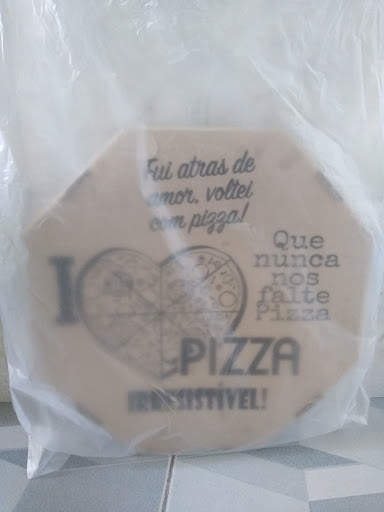 Fui atras de
amor, voltei
com pizza!
I
PIZZA
IRRESISTÍVEL!
Que
nunca
nos
falte
Pizza